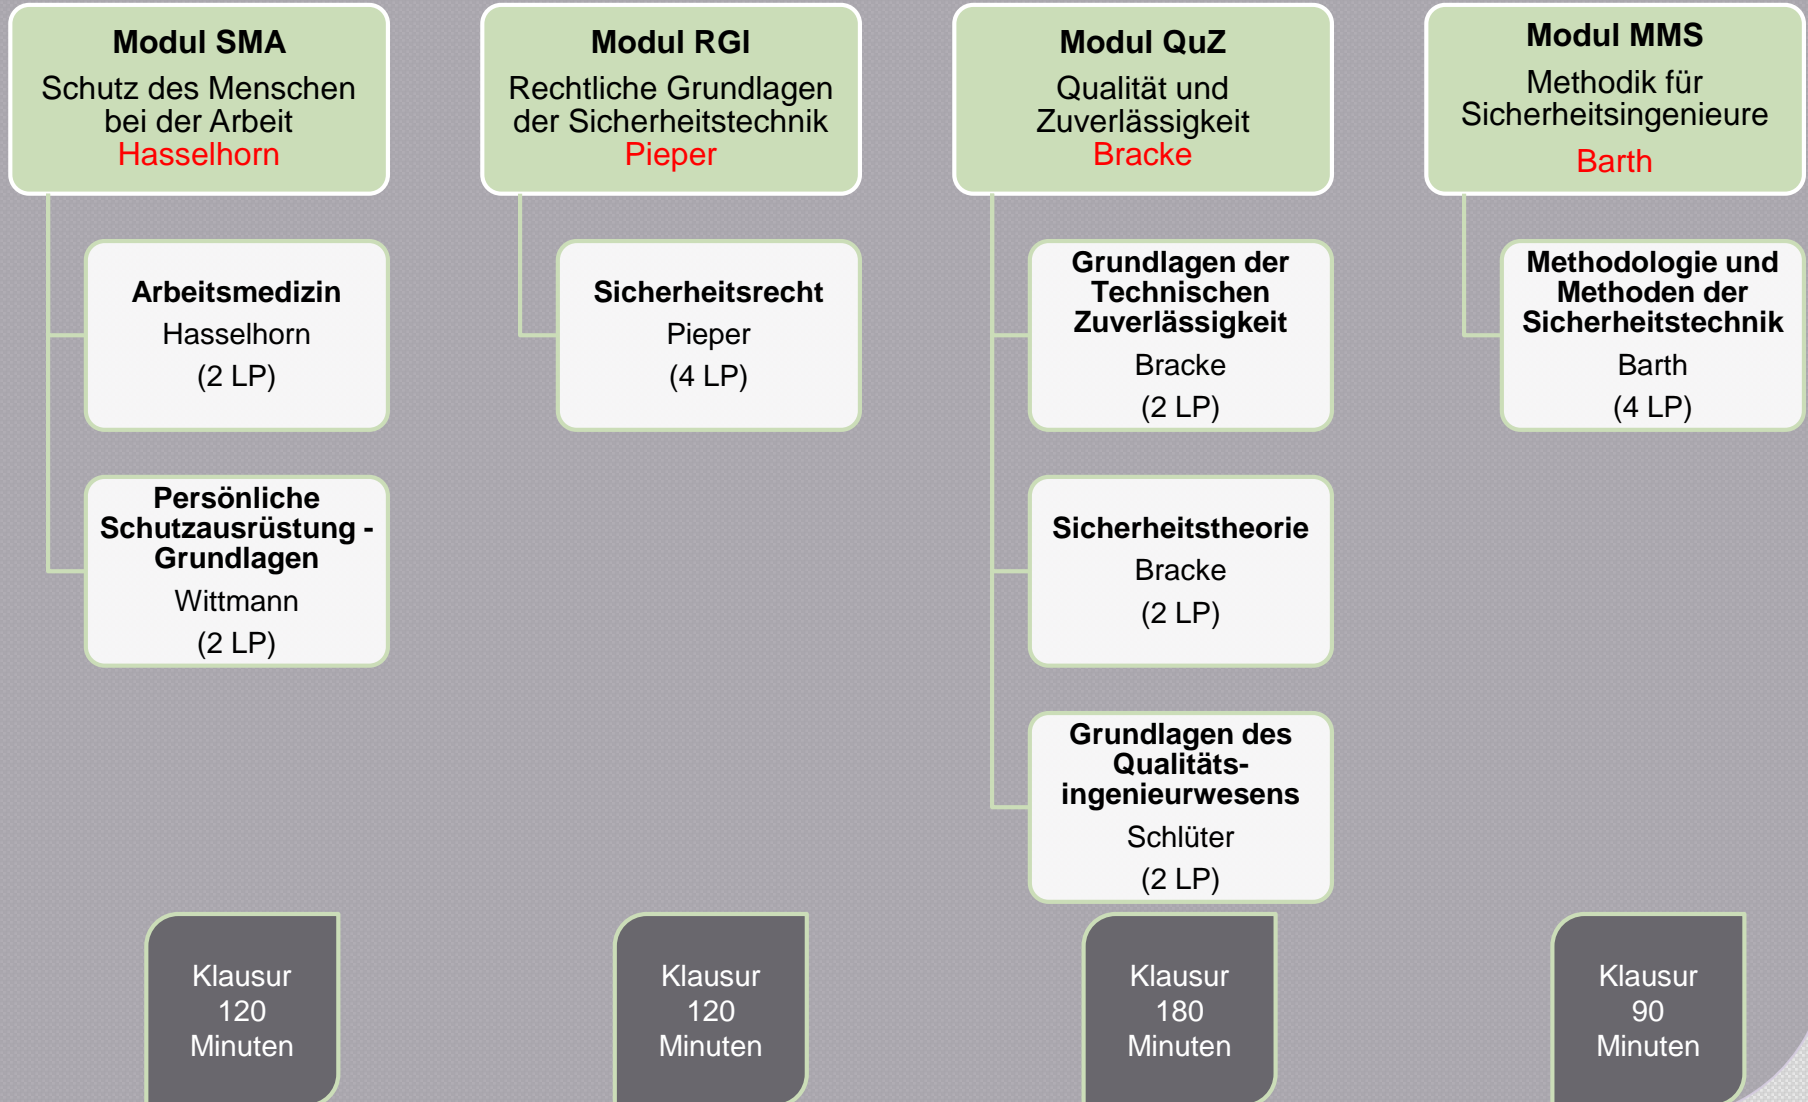 Modul SMA
Schutz des Menschen
bei der Arbeit
Hasselhorn
Arbeitsmedizin
Hasselhorn
(2 LP)
Persönliche
Schutzausrüstung -
Grundlagen
Wittmann
(2 LP)
Klausur
120
Minuten
Modul RGI
Rechtliche Grundlagen
der Sicherheitstechnik
Pieper
Sicherheitsrecht
Pieper
(4 LP)
Klausur
120
Minuten
Modul QuZ
Qualität und
Zuverlässigkeit
Bracke
Grundlagen der
Technischen
Zuverlässigkeit
Bracke
(2 LP)
Sicherheitstheorie
Bracke
(2 LP)
Grundlagen des
Qualitäts-
ingenieurwesens
Schlüter
(2 LP)
Klausur
180
Minuten
Modul MMS
Methodik für
Sicherheitsingenieure
Barth
Methodologie und
Methoden der
Sicherheitstechnik
Barth
(4 LP)
Klausur
90
Minuten